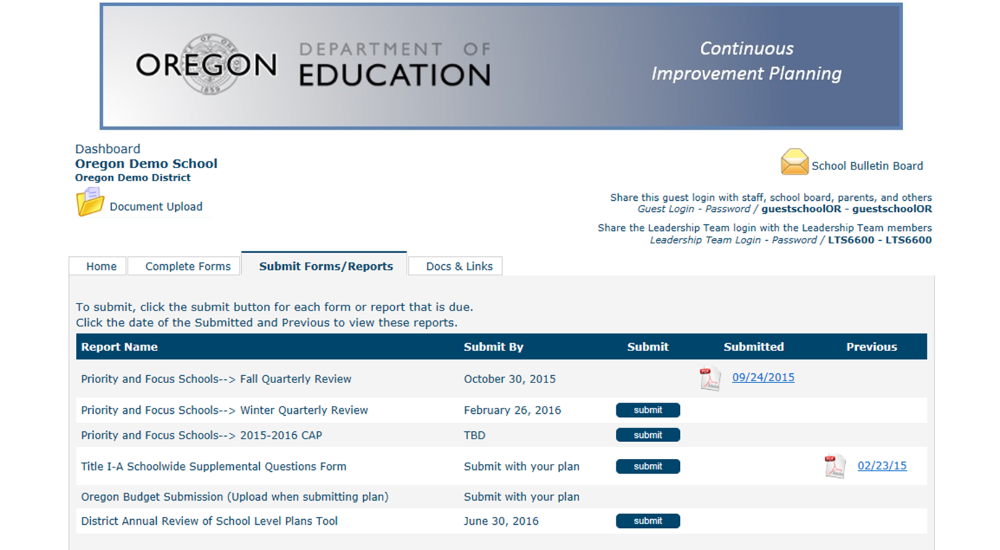 OREGON
1859
DEPARTMENT OF
EDUCATION
Continuous
Improvement Planning
Dashboard
Oregon Demo School
Oregon Demo District
Document Upload
School Bulletin Board
Share this guest login with staff, school board, parents, and others
Guest Login - Password / guestschoolOR - guestschoolOR
Share the Leadership Team login with the Leadership Team members
Leadership Team Login - Password / LTS6600 - LTS6600
Home Complete Forms Submit Forms/Reports Docs & Links
To submit, click the submit button for each form or report that is due.
Click the date of the Submitted and Previous to view these reports.
Report Name Submit By Submit Submitted Previous
Priority and Focus Schools--> Fall Quarterly Review October 30, 2015 PDF Adobe 09/24/2015
Priority and Focus Schools--> Winter Quarterly Review February 26, 2016 submit
Priority and Focus Schools--> 2015-2016 CAP TBD submit
Title I-A Schoolwide Supplemental Questions Form Submit with your plan submit PDF Adobe 02/23/15
Oregon Budget Submission (Upload when submitting plan) Submit with your plan
District Annual Review of School Level Plans Tool June 30, 2016 submit